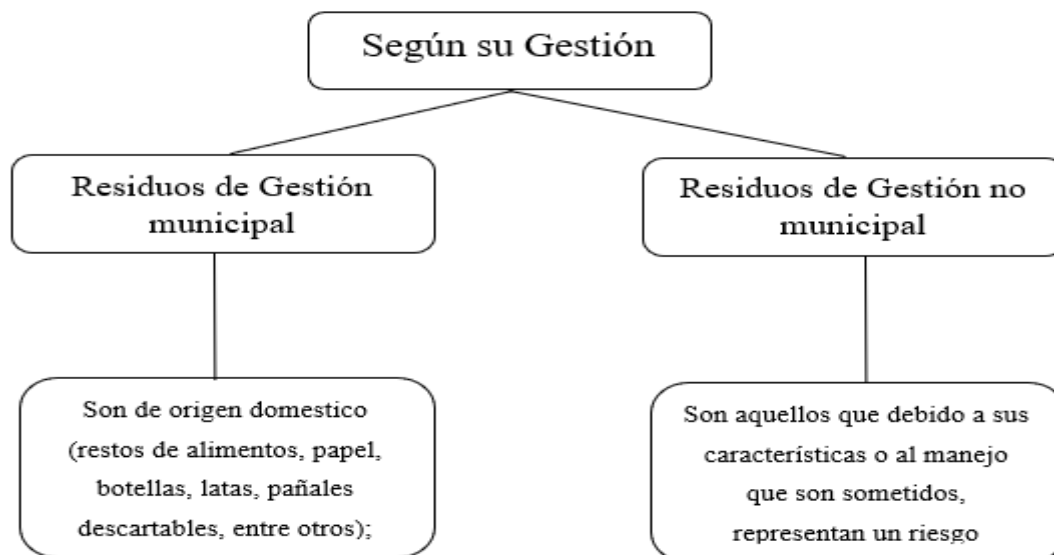 Según su Gestión
Residuos de Gestión
municipal
Residuos de Gestión no
municipal
Son de origen domestico
(restos de alimentos, papel,
botellas, latas, pañales
descartables, entre otros);
Son aquellos que debido a sus
características o al manejo
que son sometidos,
representan un riesgo